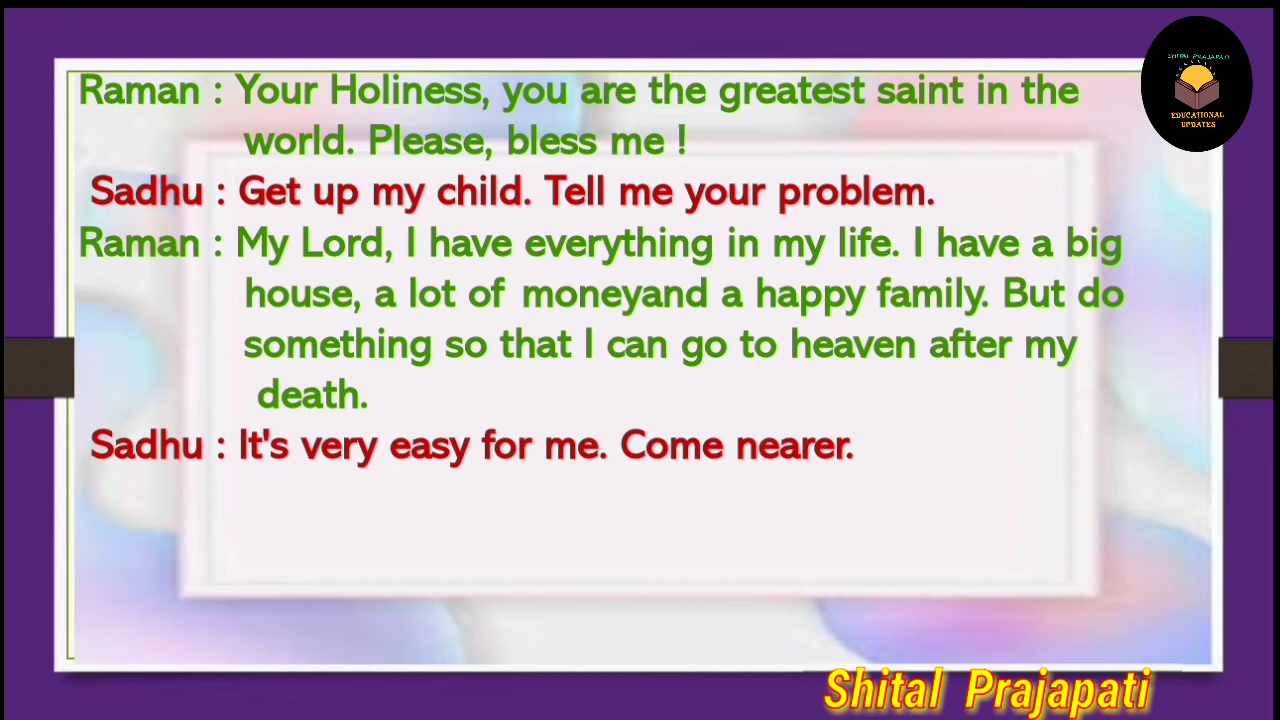 SHITAL PRAJAPATI
EDUCATIONAL
UPDATES
Raman : Your Holiness, you are the greatest saint in the
world. Please, bless me !
Sadhu : Get up my child. Tell me your problem.
Raman : My Lord, I have everything in my life. I have a big
house, a lot of moneyand a happy family. But do
something so that I can go to heaven after my
death.
Sadhu : It's very easy for me. Come nearer.
Shital Prajapati